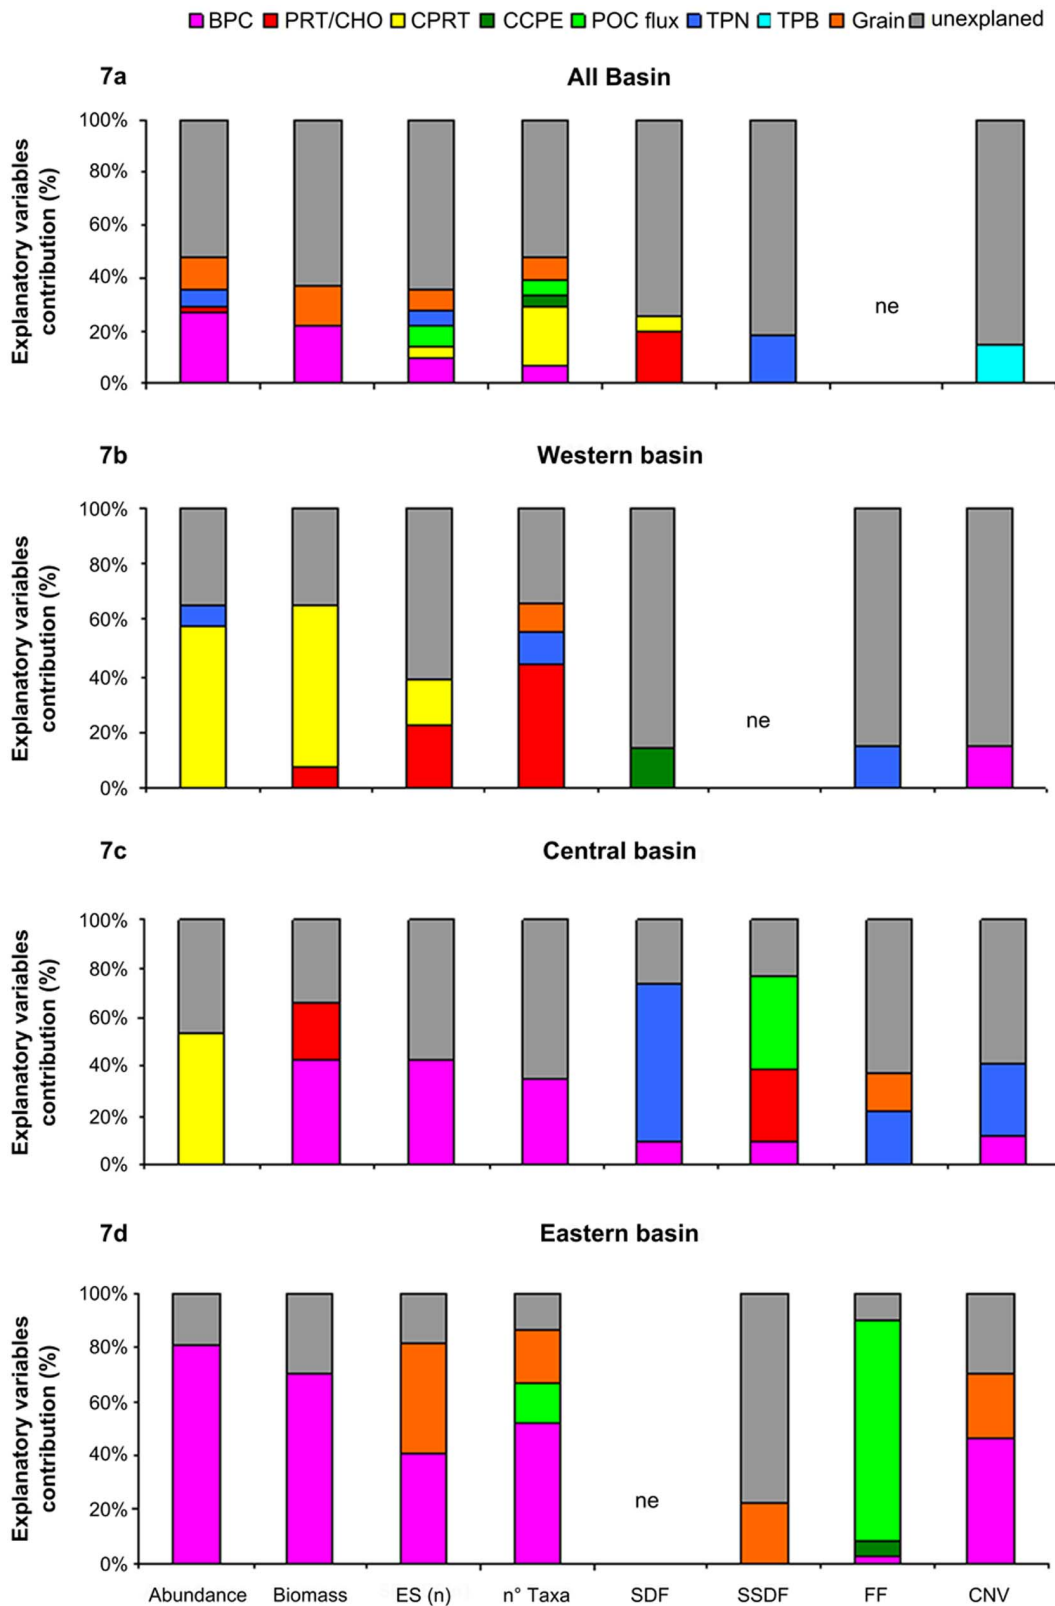 BPC PRT/CHO CPRT CCPE POC flux TPN TPB Grain unexplaned
7a All Basin
Explanatory variables
contribution (%)
100%
80%
60%
40%
20%
0%
ne
7b Western basin
Explanatory variables
contribution (%)
100%
80%
60%
40%
20%
0%
ne
7c Central basin
Explanatory variables
contribution (%)
100%
80%
60%
40%
20%
0%
7d Eastern basin
Explanatory variables
contribution (%)
100%
80%
60%
40%
20%
0%
ne
Abundance Biomass ES (n) n° Taxa SDF SSDF FF CNV